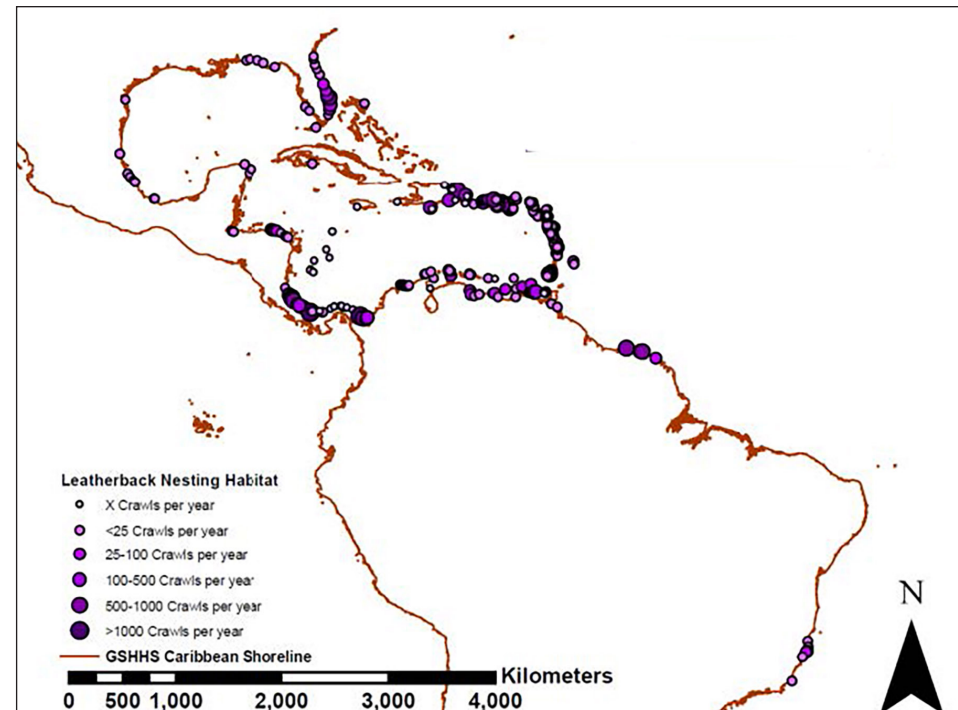 Leatherback Nesting Habitat
X Crawls per year
<25 Crawls per year
25-100 Crawls per year
100-500 Crawls per year
500-1000 Crawls per year
>1000 Crawls per year
GSHHS Caribbean Shoreline
Kilometers
0 500 1,000 2,000 3,000 4,000
N